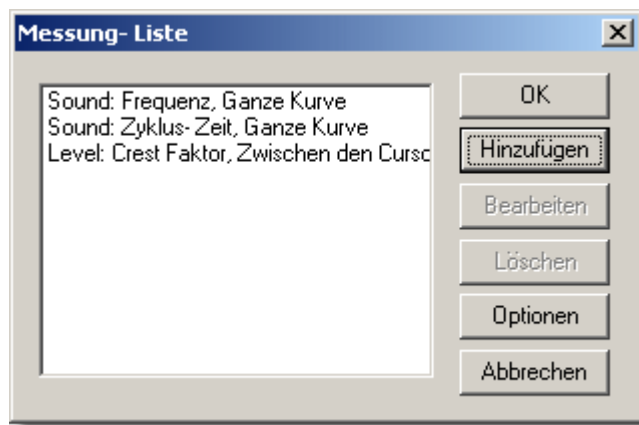 Messung- Liste
Sound: Frequenz, Ganze Kurve
Sound: Zyklus- Zeit, Ganze Kurve
Level: Crest Faktor, Zwischen den Curso
OK
Hinzufügen
Bearbeiten
Löschen
Optionen
Abbrechen